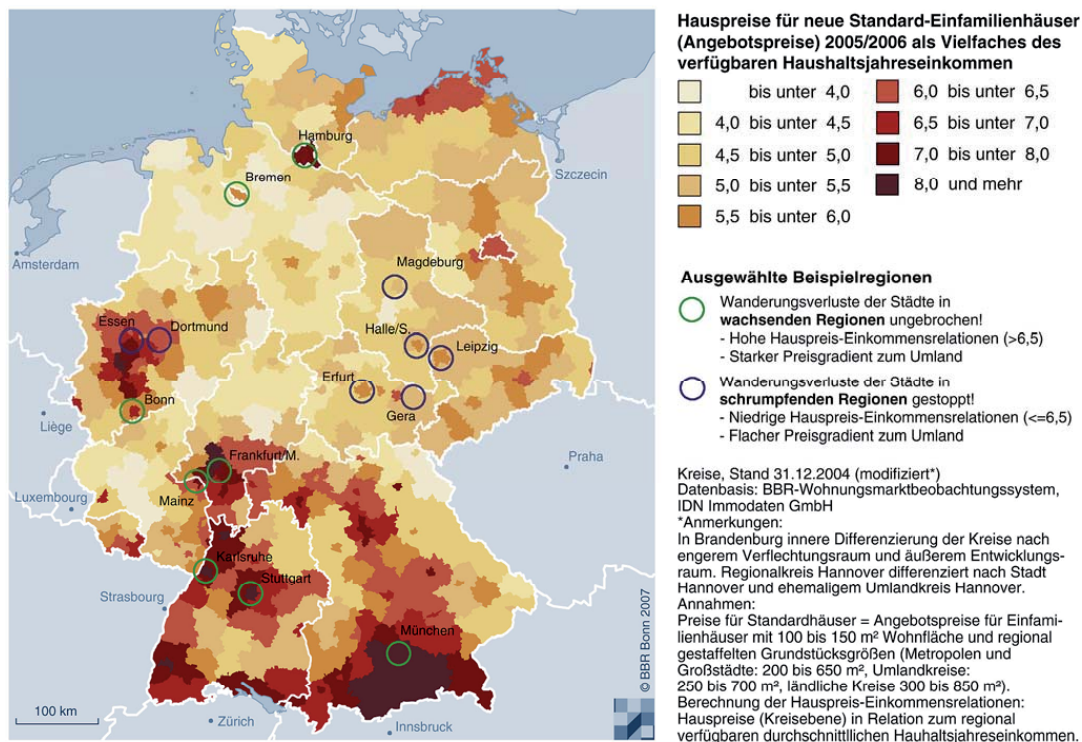 Hauspreise für neue Standard-Einfamilienhäuser
(Angebotspreise) 2005/2006 als Vielfaches des
verfügbaren Haushaltsjahreseinkommen
bis unter 4,0
4,0 bis unter 4,5
4,5 bis unter 5,0
5,0 bis unter 5,5
5,5 bis unter 6,0
6,0 bis unter 6,5
6,5 bis unter 7,0
7,0 bis unter 8,0
8,0 und mehr
Ausgewählte Beispielregionen
Wanderungsverluste der Städte in
wachsenden Regionen ungebrochen!
- Hohe Hauspreis-Einkommensrelationen (>6,5)
- Starker Preisgradient zum Umland
Wanderungsverluste der Städte in
schrumpfenden Regionen gestoppt!
- Niedrige Hauspreis-Einkommensrelationen (<=6,5)
- Flacher Preisgradient zum Umland
Kreise, Stand 31.12.2004 (modifiziert*)
Datenbasis: BBR-Wohnungsmarktbeobachtungssystem,
IDN Immodaten GmbH
*Anmerkungen:
In Brandenburg innere Differenzierung der Kreise nach
engerem Verflechtungsraum und äußerem Entwicklungs-
raum. Regionalkreis Hannover differenziert nach Stadt
Hannover und ehemaligem Umlandkreis Hannover.
Annahmen:
Preise für Standardhäuser = Angebotspreise für Einfami-
lienhäuser mit 100 bis 150 m² Wohnfläche und regional
gestaffelten Grundstücksgrößen (Metropolen und
Großstädte: 200 bis 650 m², Umlandkreise:
250 bis 700 m², ländliche Kreise 300 bis 850 m²).
Berechnung der Hauspreis-Einkommensrelationen:
Hauspreise (Kreisebene) in Relation zum regional
verfügbaren durchschnittlichen Hauhaltsjahreseinkommen.
Hamburg
Bremen
Szczecin
Amsterdam
Magdeburg
Essen
Dortmund
Halle/S.
Leipzig
Erfurt
Gera
Bonn
Liège
Frankfurt/M.
Praha
Mainz
Luxembourg
Karlsruhe
Stuttgart
Strasbourg
München
100 km
Zürich
Innsbruck
© BBR Bonn 2007